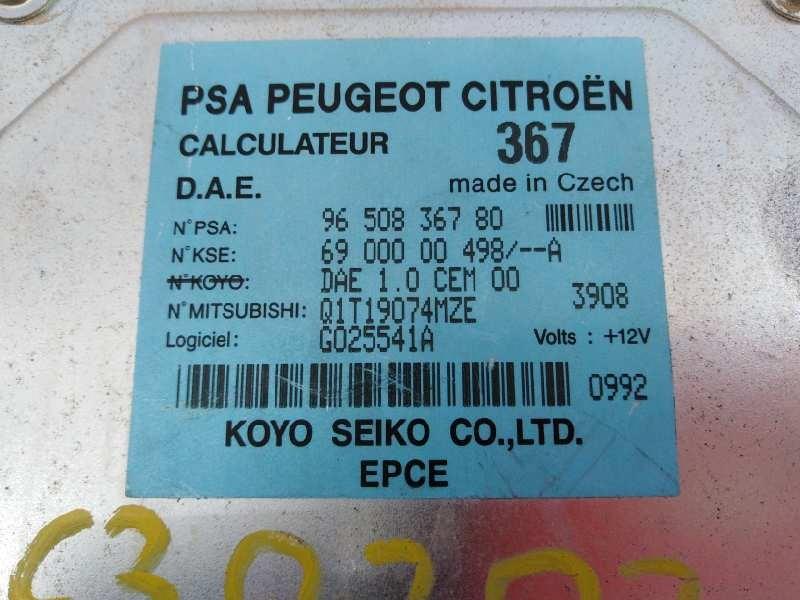 PSA PEUGEOT CITROËN
CALCULATEUR 367
D.A.E. made in Czech
N°PSA: 96 508 367 80
N°KSE: 69 000 00 498/--A
N°KOYO: DAE 1.0 CEM 00
3908
N°MITSUBISHI: Q1T19074MZE
Logiciel: G025541A Volts : +12V
0992
KOYO SEIKO CO.,LTD.
EPCE